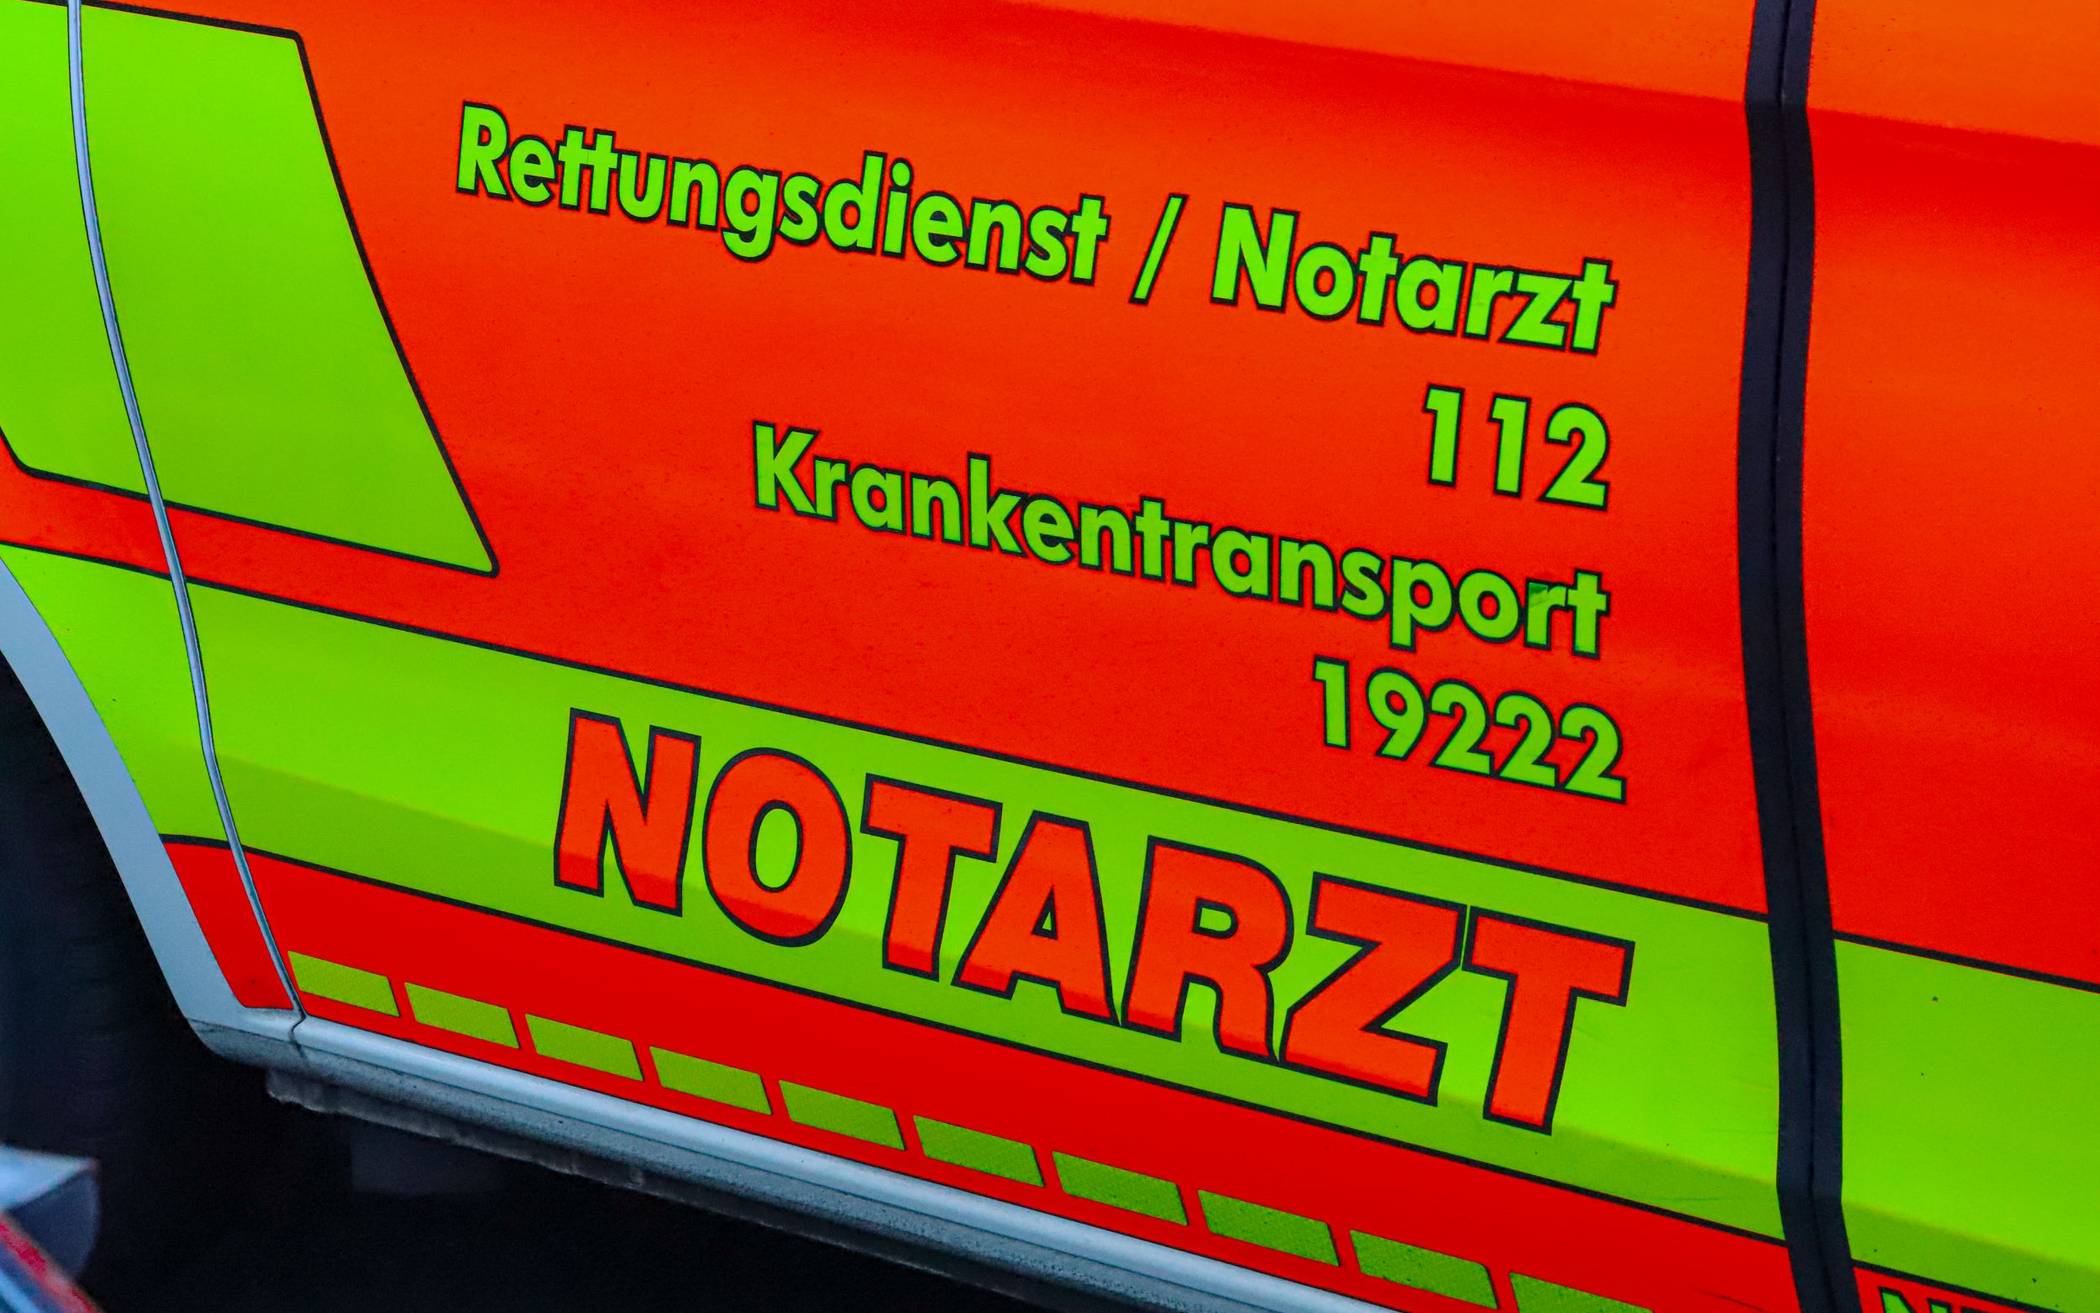 Rettungsdienst / Notarzt
112
Krankentransport
19222
NOTARZT